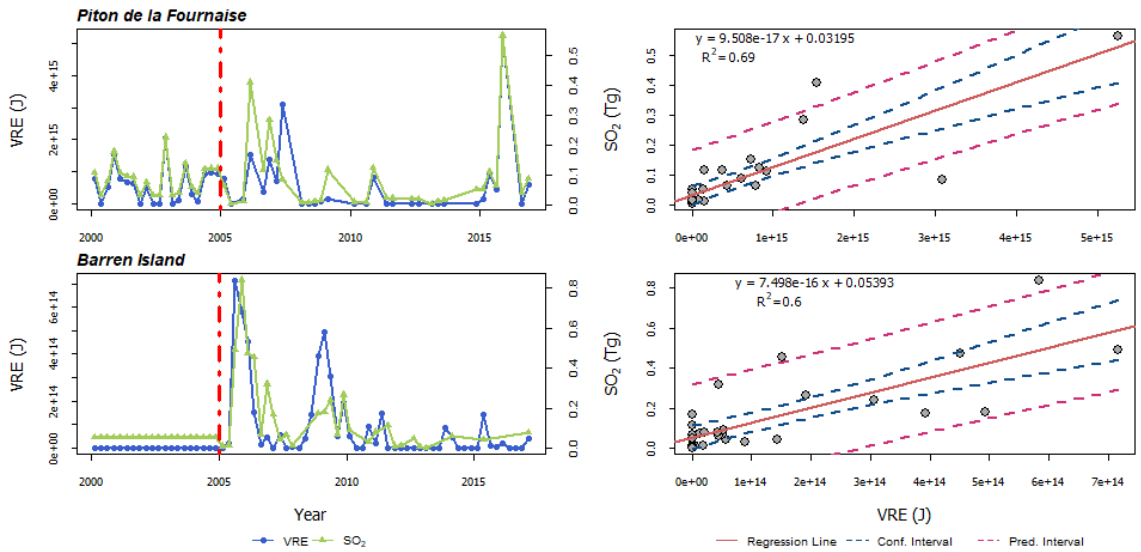 Piton de la Fournaise
VRE (J)
0e+00
2e+15
4e+15
0.0
0.1
0.2
0.3
0.4
0.5
2000
2005
2010
2015
y = 9.508e-17 x + 0.03195
R²=0.69
SO₂ (Tg)
0.0
0.1
0.2
0.3
0.4
0.5
0e+00
1e+15
2e+15
3e+15
4e+15
5e+15
Barren Island
VRE (J)
0e+00
2e+14
4e+14
6e+14
0.0
0.2
0.4
0.6
0.8
2000
2005
2010
2015
Year
VRE SO₂
y = 7.498e-16 x + 0.05393
R²=0.6
SO₂ (Tg)
0.0
0.2
0.4
0.6
0.8
0e+00
1e+14
2e+14
3e+14
4e+14
5e+14
6e+14
7e+14
VRE (J)
Regression Line Conf. Interval Pred. Interval